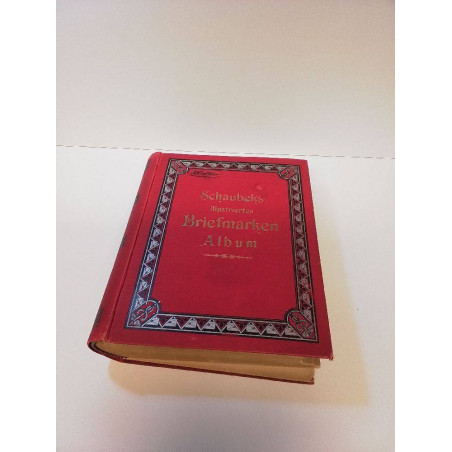 Schaubek's
Illustriertes
Briefmarken
Album